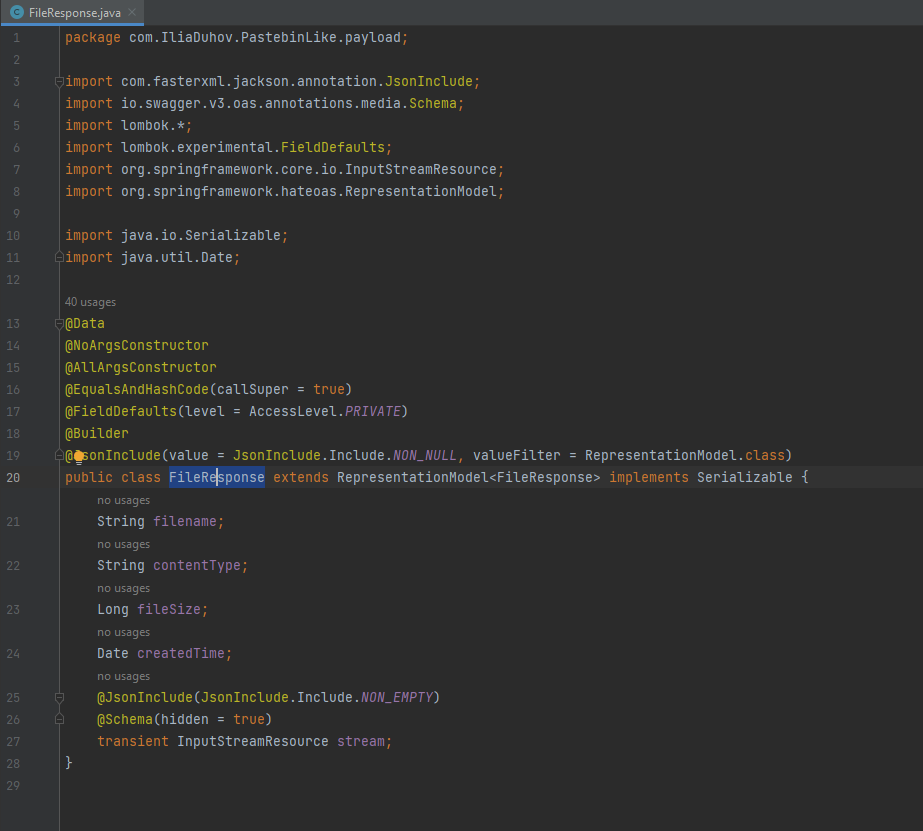 FileResponse.java
1 package com.IliaDuhov.PastebinLike.payload;
2
3 import com.fasterxml.jackson.annotation.JsonInclude;
4 import io.swagger.v3.oas.annotations.media.Schema;
5 import lombok.*;
6 import lombok.experimental.FieldDefaults;
7 import org.springframework.core.io.InputStreamResource;
8 import org.springframework.hateoas.RepresentationModel;
9
10 import java.io.Serializable;
11 import java.util.Date;
12
40 usages
13 @Data
14 @NoArgsConstructor
15 @AllArgsConstructor
16 @EqualsAndHashCode(callSuper = true)
17 @FieldDefaults(level = AccessLevel.PRIVATE)
18 @Builder
19 @JsonInclude(value = JsonInclude.Include.NON_NULL, valueFilter = RepresentationModel.class)
20 public class FileResponse extends RepresentationModel<FileResponse> implements Serializable {
no usages
21 String filename;
no usages
22 String contentType;
no usages
23 Long fileSize;
no usages
24 Date createdTime;
no usages
25 @JsonInclude(JsonInclude.Include.NON_EMPTY)
26 @Schema(hidden = true)
27 transient InputStreamResource stream;
28 }
29